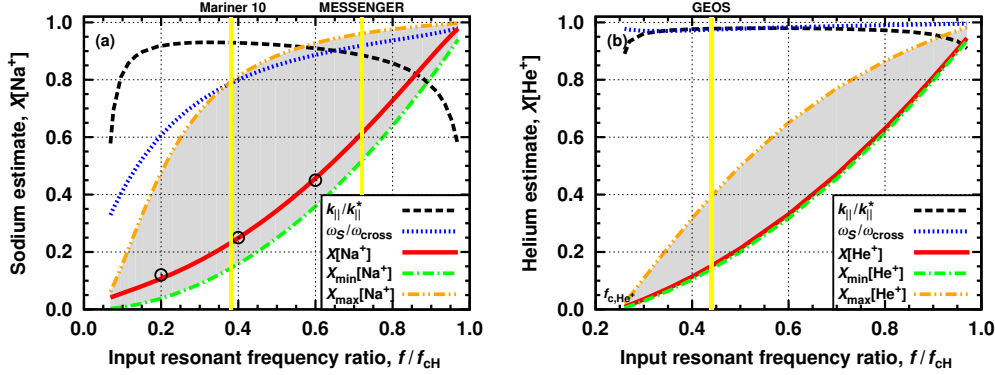 Mariner 10 MESSENGER
(a)
Sodium estimate, X[Na⁺]
1.0
0.8
0.6
0.4
0.2
0.0
k||/k||*
ωS/ωcross
X[Na⁺]
Xmin[Na⁺]
Xmax[Na⁺]
0.0 0.2 0.4 0.6 0.8 1.0
Input resonant frequency ratio, f / fcH
GEOS
(b)
Helium estimate, X[He⁺]
1.0
0.8
0.6
0.4
0.2
0.0
k||/k||*
ωS/ωcross
X[He⁺]
Xmin[He⁺]
Xmax[He⁺]
fc,He⁺
0.2 0.4 0.6 0.8 1.0
Input resonant frequency ratio, f / fcH